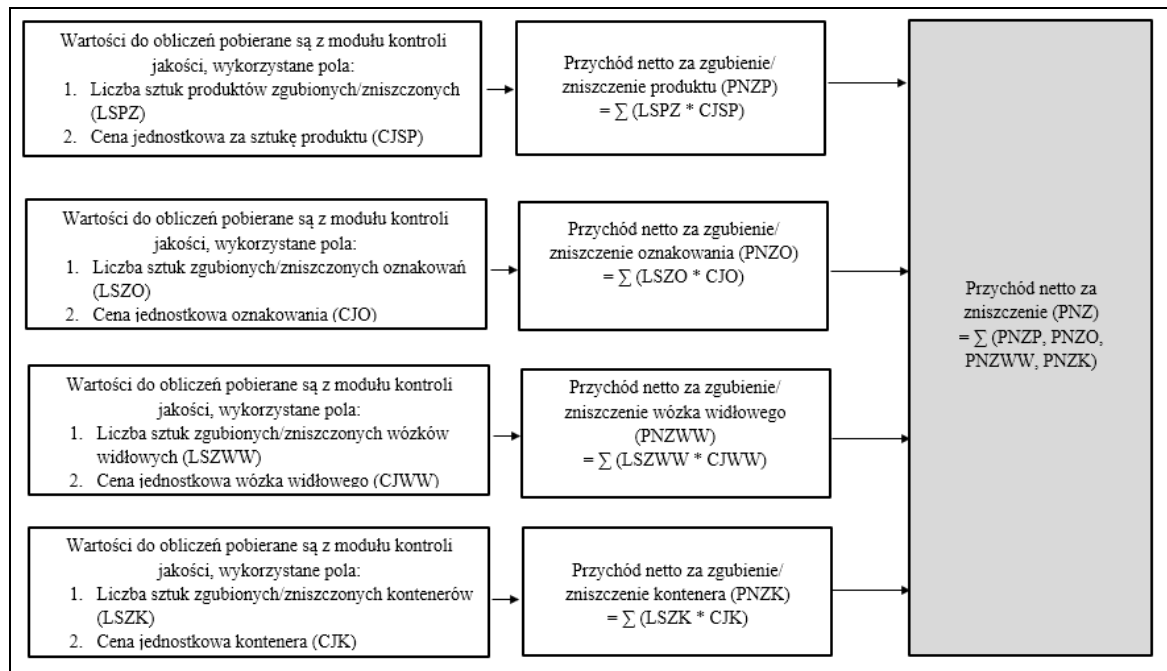 Wartości do obliczeń pobierane są z modułu kontroli
jakości, wykorzystane pola:
1. Liczba sztuk produktów zgubionych/zniszczonych
(LSPZ)
2. Cena jednostkowa za sztukę produktu (CJSP)
Przychód netto za zgubienie/
zniszczenie produktu (PNZP)
= ∑ (LSPZ * CJSP)
Wartości do obliczeń pobierane są z modułu kontroli
jakości, wykorzystane pola:
1. Liczba sztuk zgubionych/zniszczonych oznakowań
(LSZO)
2. Cena jednostkowa oznakowania (CJO)
Przychód netto za zgubienie/
zniszczenie oznakowania (PNZO)
= ∑ (LSZO * CJO)
Wartości do obliczeń pobierane są z modułu kontroli
jakości, wykorzystane pola:
1. Liczba sztuk zgubionych/zniszczonych wózków
widłowych (LSZWW)
2. Cena jednostkowa wózka widłowego (CJWW)
Przychód netto za zgubienie/
zniszczenie wózka widłowego
(PNZWW)
= ∑ (LSZWW * CJWW)
Wartości do obliczeń pobierane są z modułu kontroli
jakości, wykorzystane pola:
1. Liczba sztuk zgubionych/zniszczonych kontenerów
(LSZK)
2. Cena jednostkowa kontenera (CJK)
Przychód netto za zgubienie/
zniszczenie kontenera (PNZK)
= ∑ (LSZK * CJK)
Przychód netto za
zniszczenie (PNZ)
= ∑ (PNZP, PNZO,
PNZWW, PNZK)